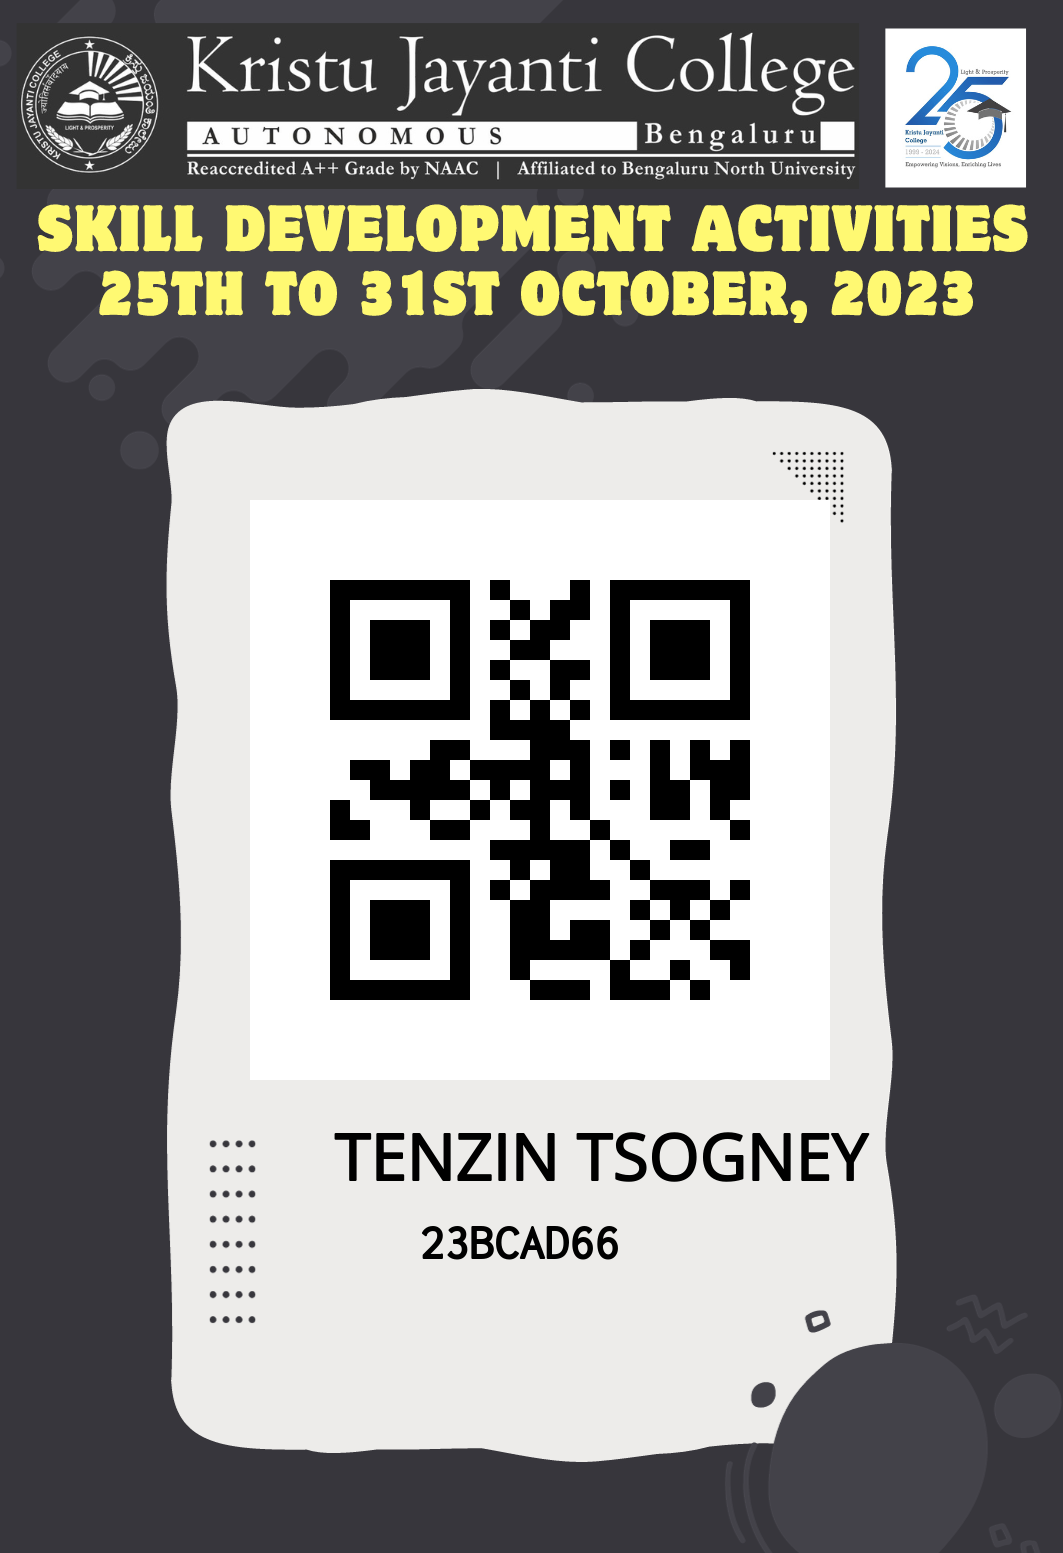 Kristu Jayanti College
AUTONOMOUS Bengaluru
Reaccredited A++ Grade by NAAC | Affiliated to Bengaluru North University
KRISTU JAYANTI COLLEGE
LIGHT & PROSPERITY
25
Light & Prosperity
Kristu Jayanti
College
1999 - 2024
Empowering Visions. Enriching Lives
SKILL DEVELOPMENT ACTIVITIES
25TH TO 31ST OCTOBER, 2023
TENZIN TSOGNEY
23BCAD66